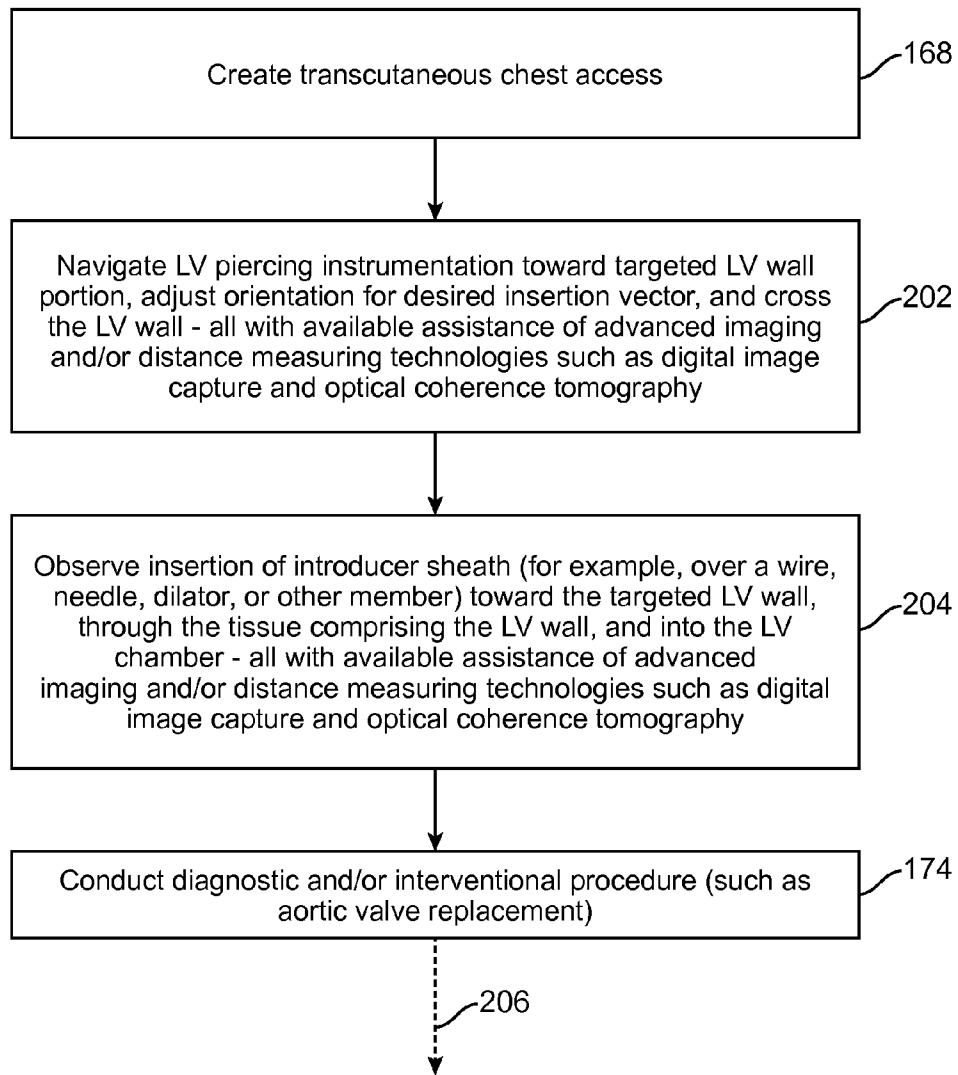 Create transcutaneous chest access
168
Navigate LV piercing instrumentation toward targeted LV wall
portion, adjust orientation for desired insertion vector, and cross
the LV wall - all with available assistance of advanced imaging
and/or distance measuring technologies such as digital image
capture and optical coherence tomography
202
Observe insertion of introducer sheath (for example, over a wire,
needle, dilator, or other member) toward the targeted LV wall,
through the tissue comprising the LV wall, and into the LV
chamber - all with available assistance of advanced
imaging and/or distance measuring technologies such as digital
image capture and optical coherence tomography
204
Conduct diagnostic and/or interventional procedure (such as
aortic valve replacement)
174
206